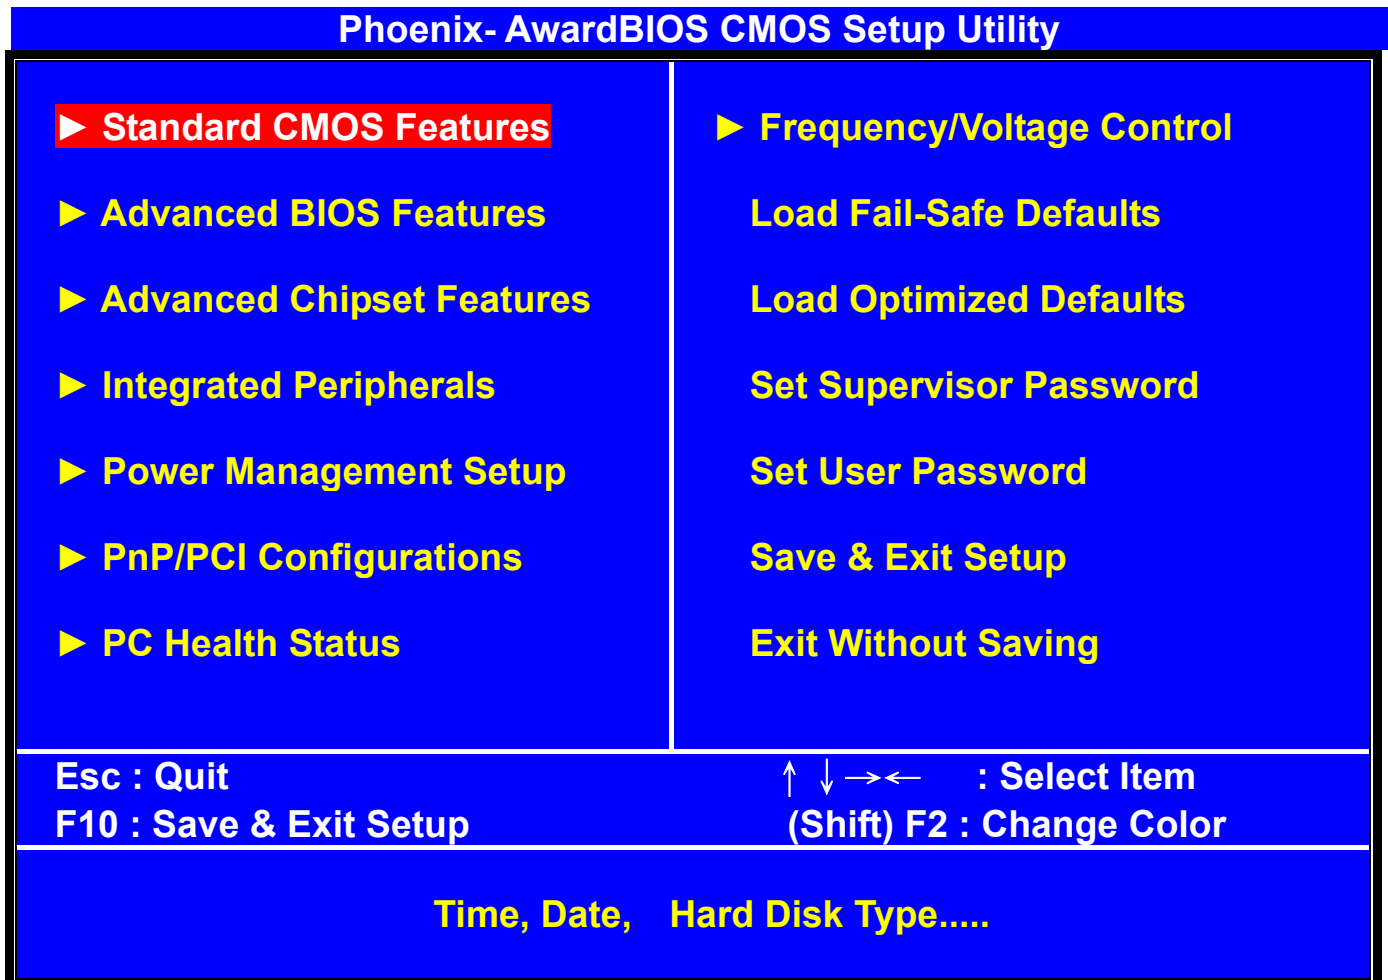 Phoenix- AwardBIOS CMOS Setup Utility
► Standard CMOS Features
► Advanced BIOS Features
► Advanced Chipset Features
► Integrated Peripherals
► Power Management Setup
► PnP/PCI Configurations
► PC Health Status
► Frequency/Voltage Control
Load Fail-Safe Defaults
Load Optimized Defaults
Set Supervisor Password
Set User Password
Save & Exit Setup
Exit Without Saving
Esc : Quit
F10 : Save & Exit Setup
↑ ↓ → ← : Select Item
(Shift) F2 : Change Color
Time, Date, Hard Disk Type.....